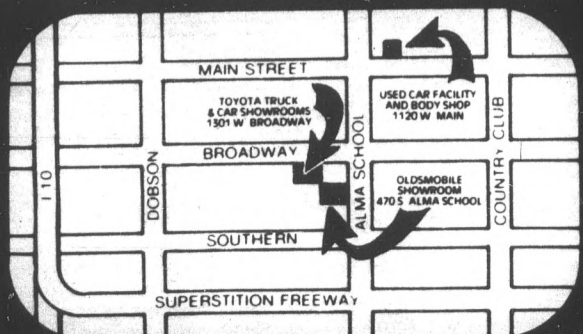 MAIN STREET
TOYOTA TRUCK
& CAR SHOWROOMS
1301 W BROADWAY
USED CAR FACILITY
AND BODY SHOP
1120 W MAIN
BROADWAY
I 10
DOBSON
ALMA SCHOOL
COUNTRY CLUB
OLDSMOBILE
SHOWROOM
470 S ALMA SCHOOL
SOUTHERN
SUPERSTITION FREEWAY